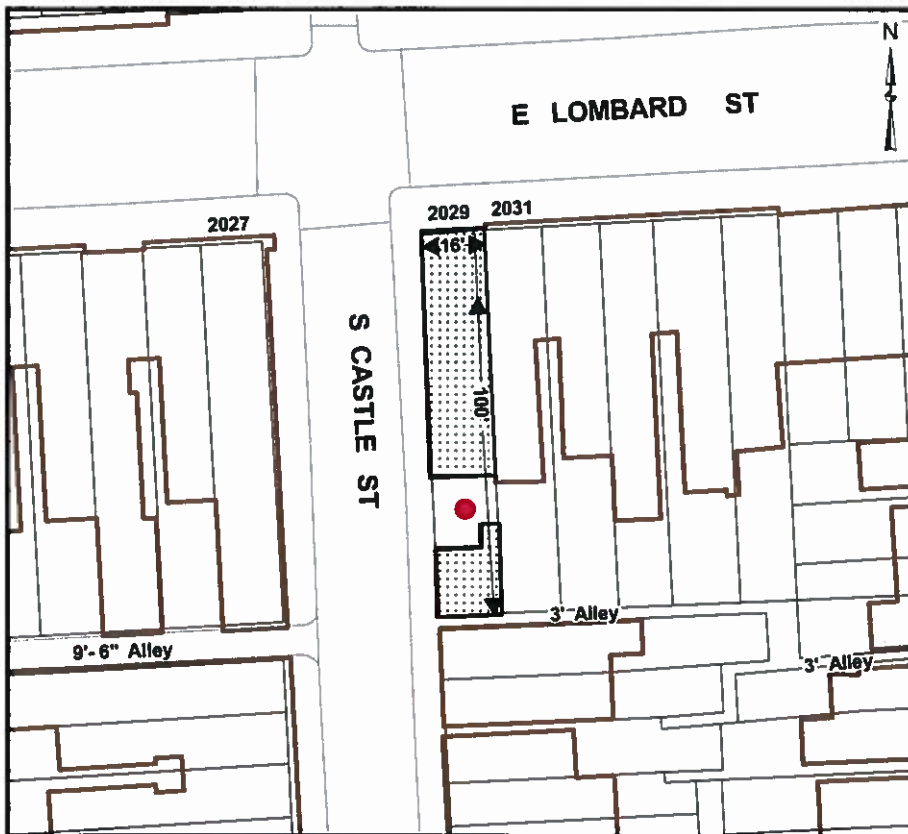 N
E LOMBARD ST
2027
2029
2031
16'
S CASTLE ST
100'
3' Alley
9'-6" Alley
3' Alley